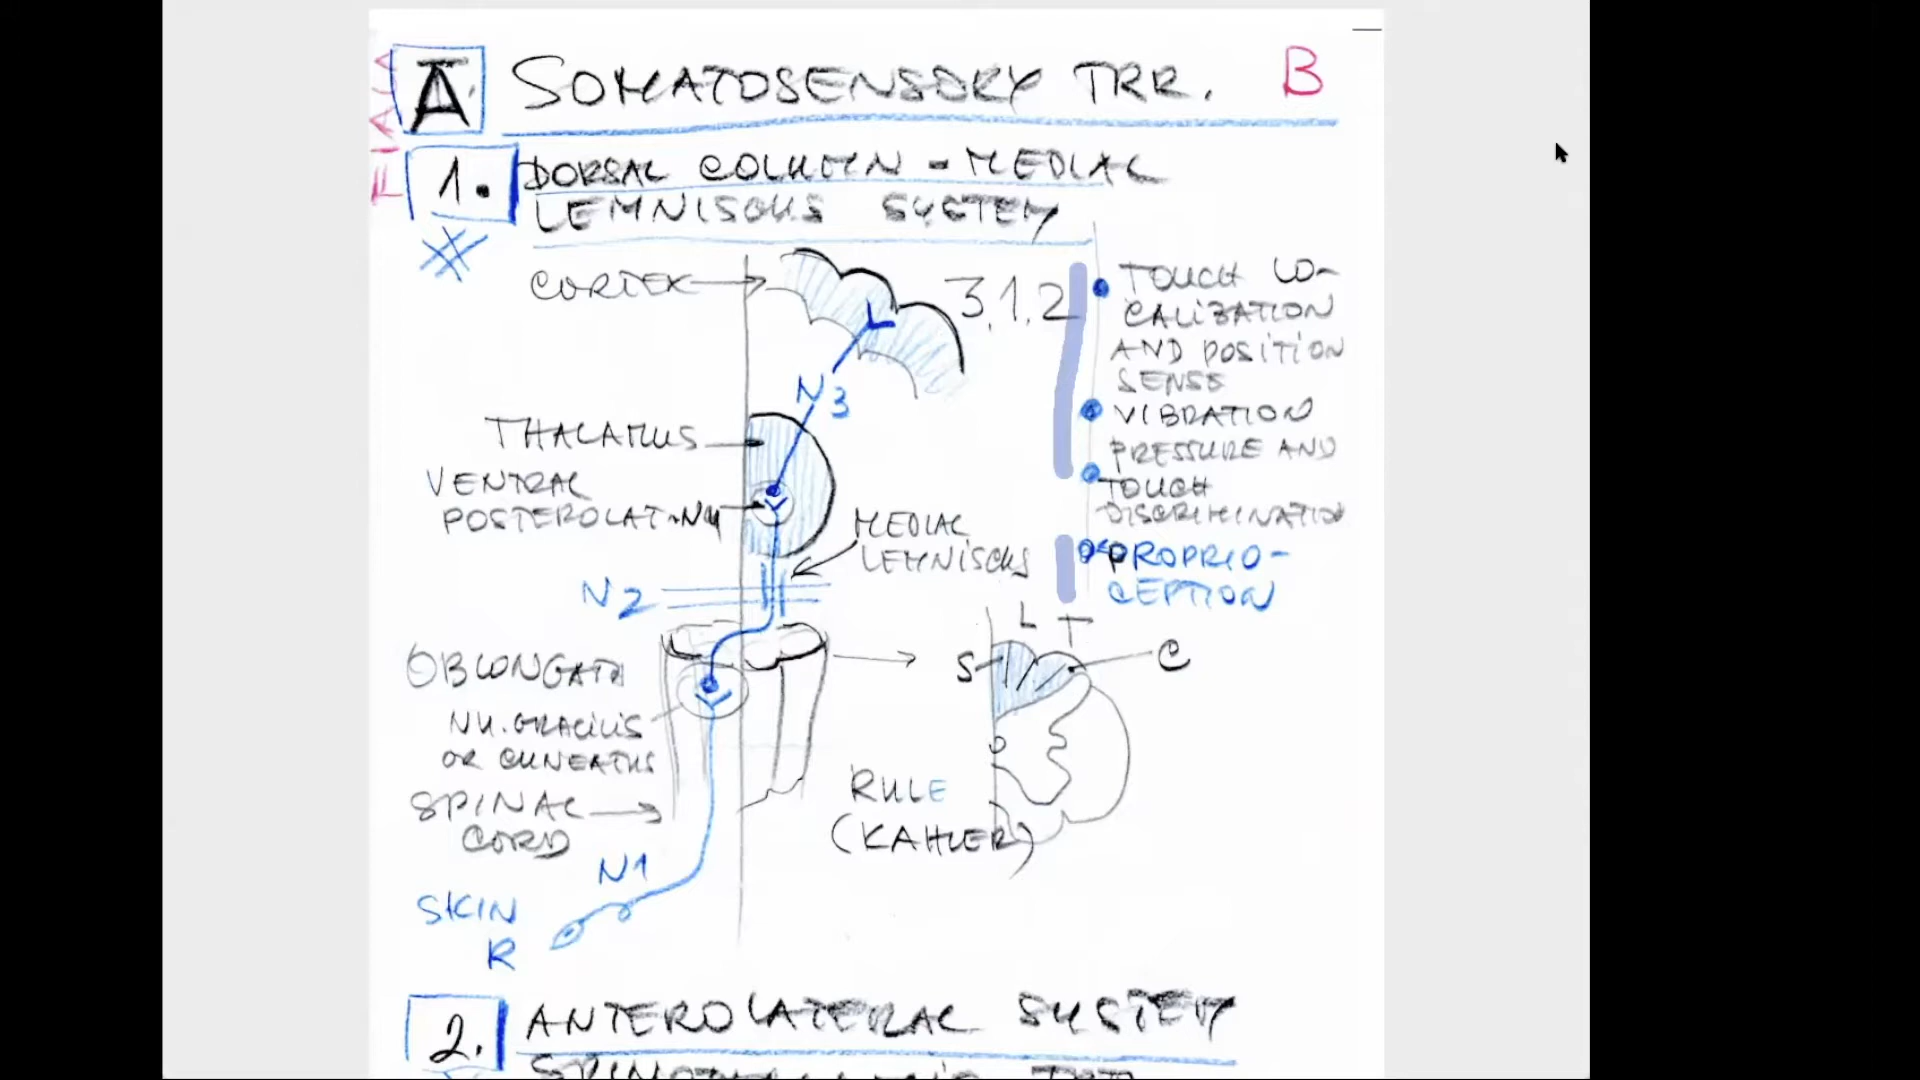 A SOMATOSENSORY TRR. B
1. DORSAL COLUMN - MEDIAL
LEMNISCUS SYSTEM
CORTEX
3,1,2
TOUCH LO-
CALIZATION
AND POSITION
SENSE
N3
VIBRATION
PRESSURE AND
TOUCH
DISCRIMINATION
THALAMUS
VENTRAL
POSTEROLAT. NU
MEDIAL
LEMNISCUS
PROPRIO-
CEPTION
N2
L T
S C
OBLONGATA
NU. GRACILIS
OR CUNEATUS
SPINAL
CORD
RULE
(KAHLER)
N1
SKIN
R
2. ANTEROLATERAL SYSTEM